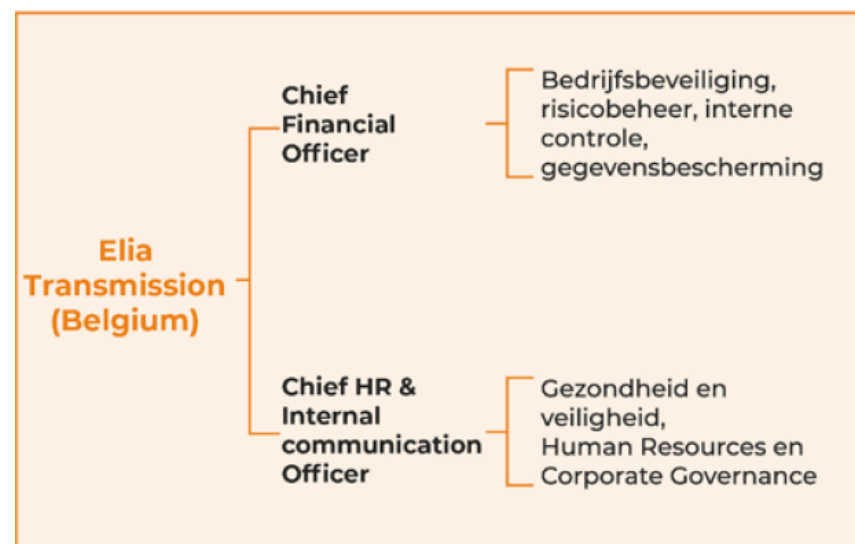 Elia
Transmission
(Belgium)
Chief
Financial
Officer
Bedrijfsbeveiliging,
risicobeheer, interne
controle,
gegevensbescherming
Chief HR &
Internal
communication
Officer
Gezondheid en
veiligheid,
Human Resources en
Corporate Governance